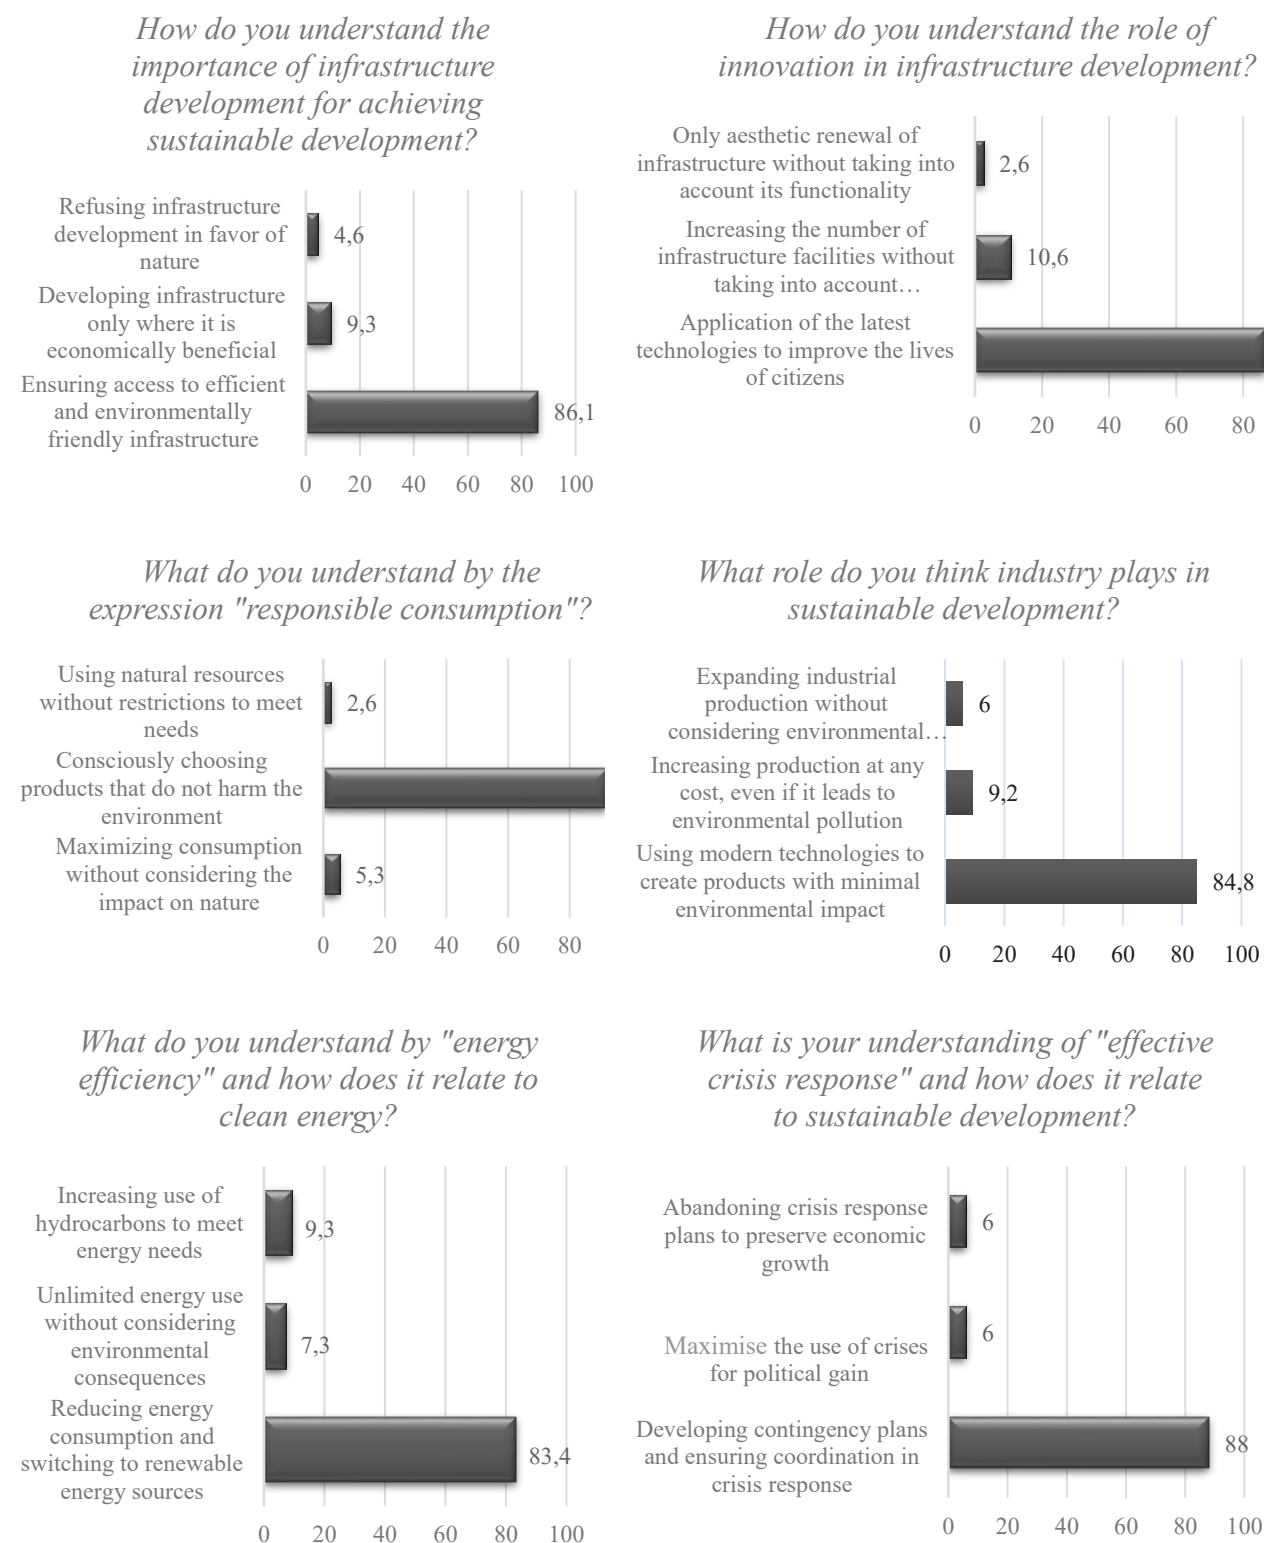 How do you understand the
importance of infrastructure
development for achieving
sustainable development?
Refusing infrastructure
development in favor of
nature
4,6
Developing infrastructure
only where it is
economically beneficial
9,3
Ensuring access to efficient
and environmentally
friendly infrastructure
86,1
0 20 40 60 80 100
How do you understand the role of
innovation in infrastructure development?
Only aesthetic renewal of
infrastructure without taking into
account its functionality
2,6
Increasing the number of
infrastructure facilities without
taking into account…
10,6
Application of the latest
technologies to improve the lives
of citizens
0 20 40 60 80
What do you understand by the
expression "responsible consumption"?
Using natural resources
without restrictions to meet
needs
2,6
Consciously choosing
products that do not harm the
environment
Maximizing consumption
without considering the
impact on nature
5,3
0 20 40 60 80
What role do you think industry plays in
sustainable development?
Expanding industrial
production without
considering environmental…
6
Increasing production at any
cost, even if it leads to
environmental pollution
9,2
Using modern technologies to
create products with minimal
environmental impact
84,8
0 20 40 60 80 100
What do you understand by "energy
efficiency" and how does it relate to
clean energy?
Increasing use of
hydrocarbons to meet
energy needs
9,3
Unlimited energy use
without considering
environmental
consequences
7,3
Reducing energy
consumption and
switching to renewable
energy sources
83,4
0 20 40 60 80 100
What is your understanding of "effective
crisis response" and how does it relate
to sustainable development?
Abandoning crisis response
plans to preserve economic
growth
6
Maximise the use of crises
for political gain
6
Developing contingency plans
and ensuring coordination in
crisis response
88
0 20 40 60 80 100